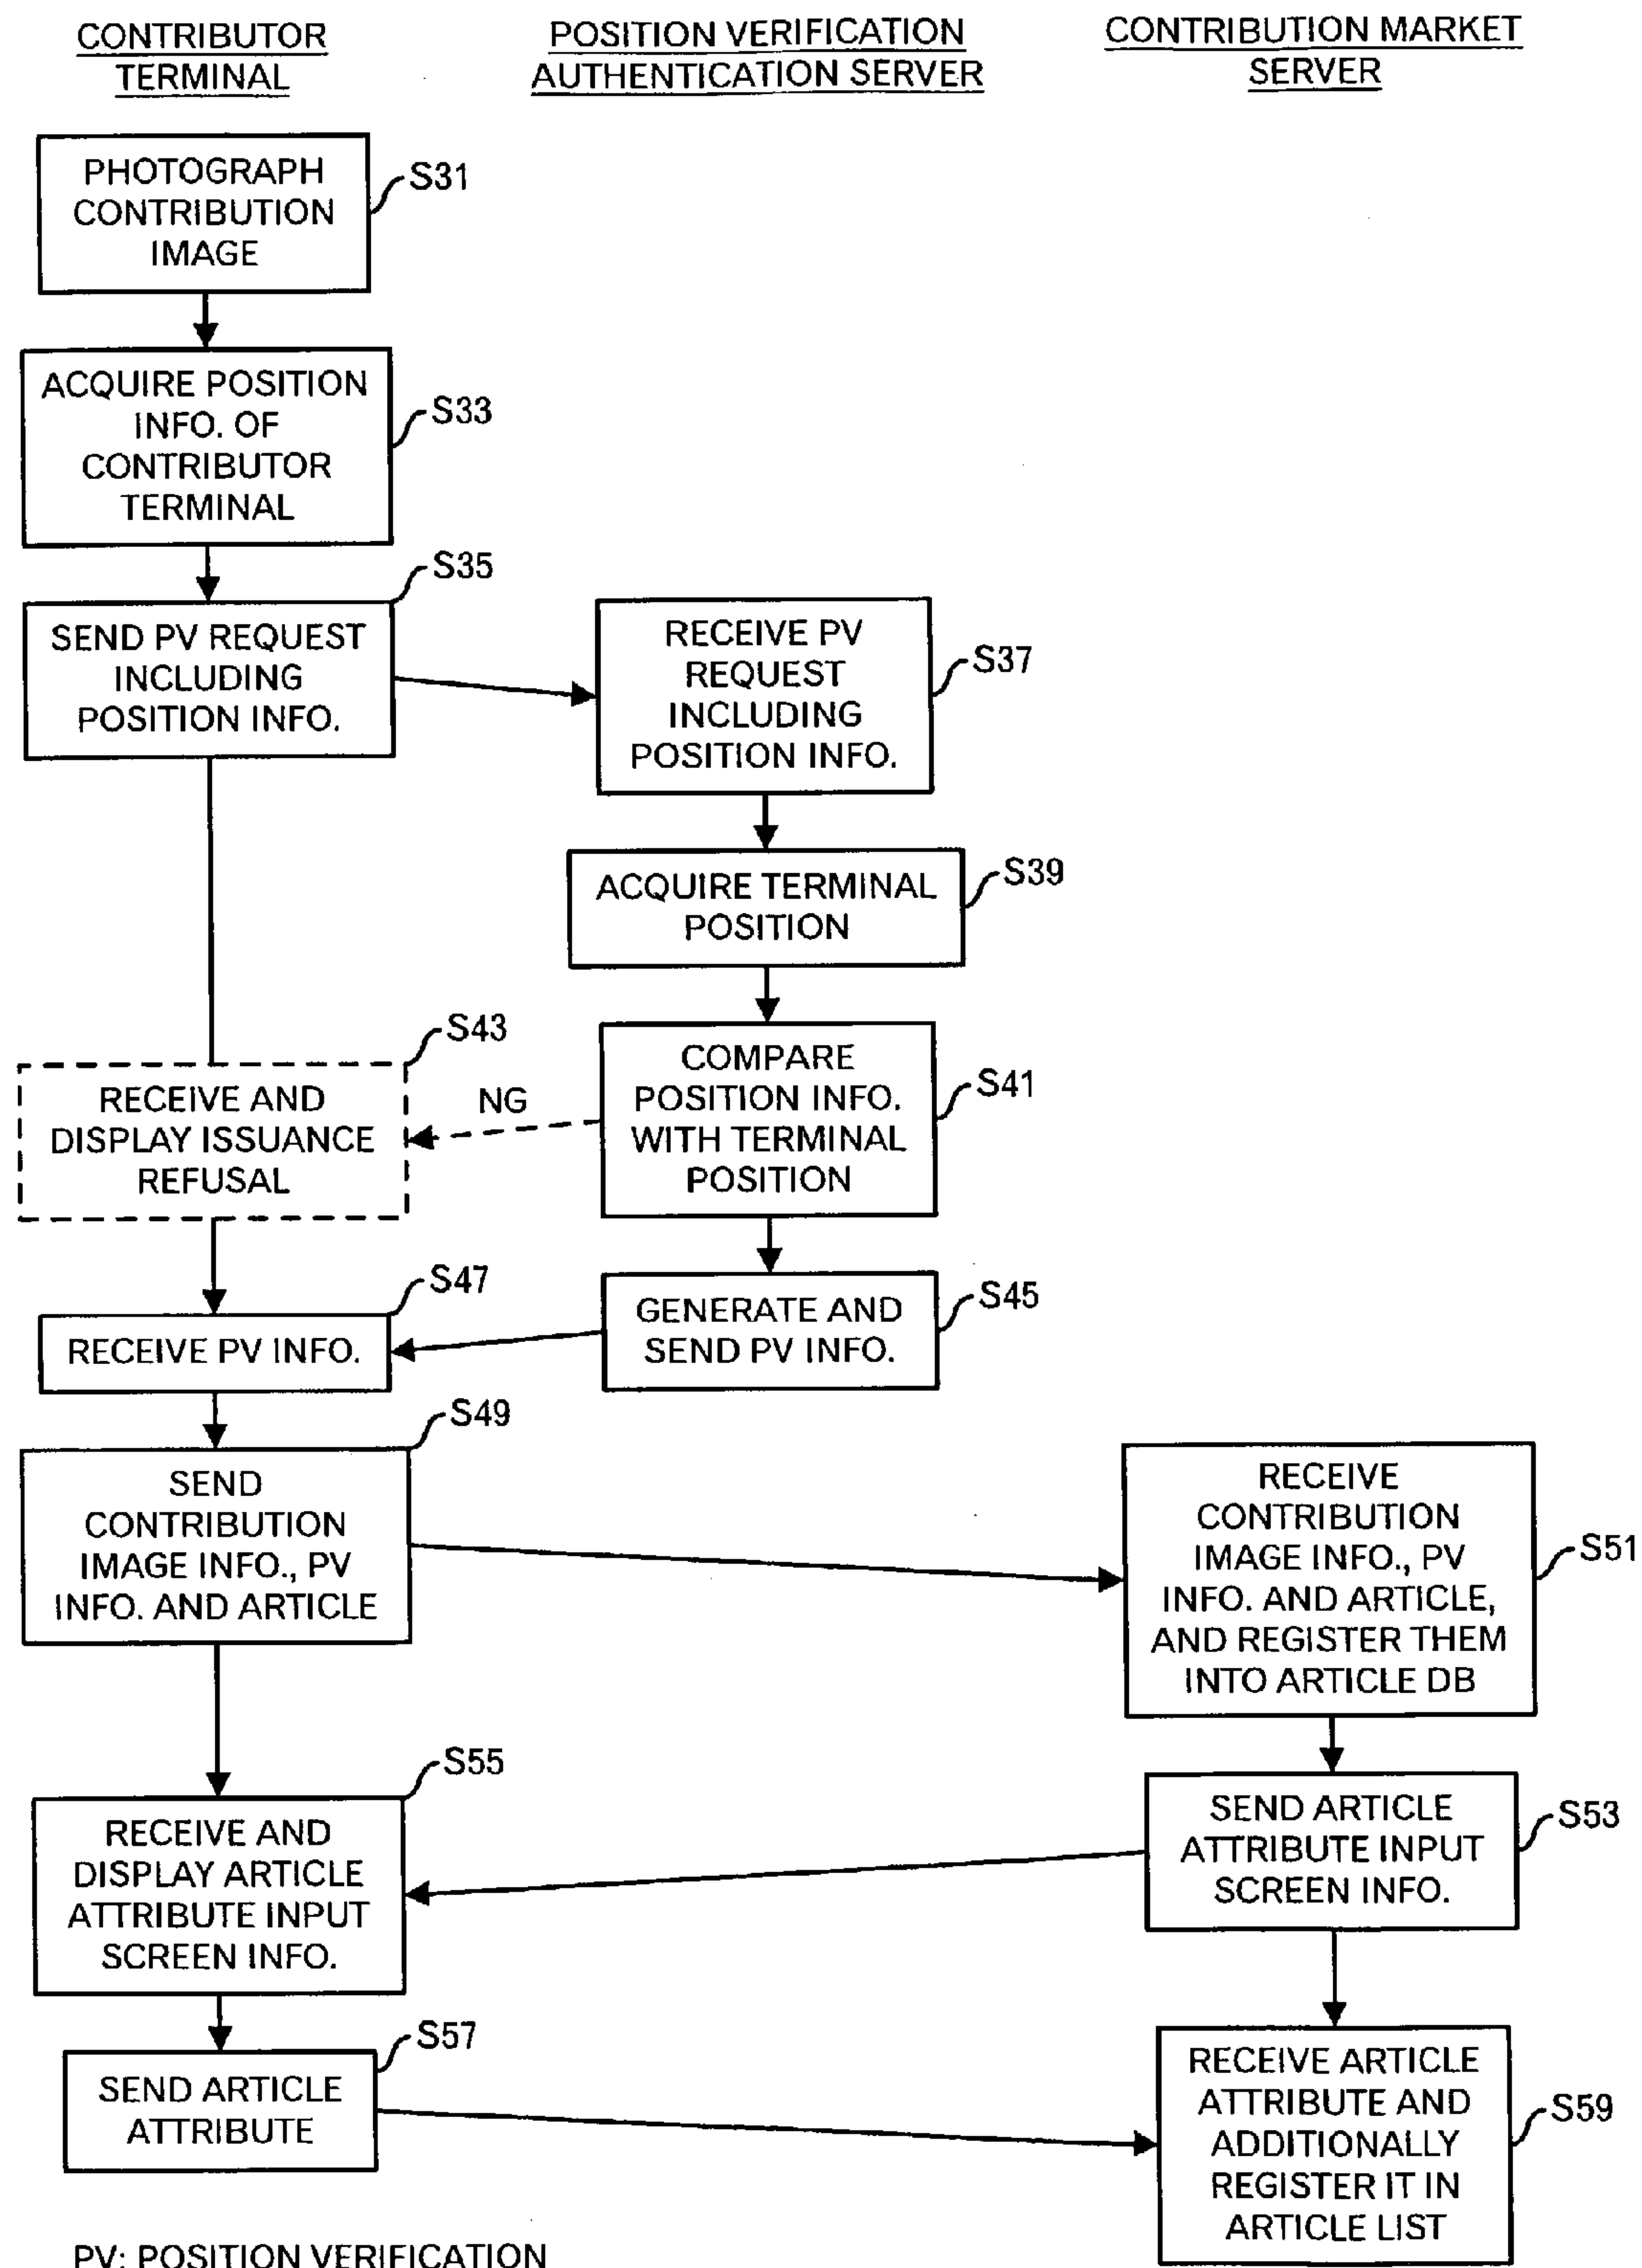 CONTRIBUTOR
TERMINAL
POSITION VERIFICATION
AUTHENTICATION SERVER
CONTRIBUTION MARKET
SERVER
PHOTOGRAPH
CONTRIBUTION
IMAGE
S31
ACQUIRE POSITION
INFO. OF
CONTRIBUTOR
TERMINAL
S33
SEND PV REQUEST
INCLUDING
POSITION INFO.
S35
RECEIVE PV
REQUEST
INCLUDING
POSITION INFO.
S37
ACQUIRE TERMINAL
POSITION
S39
COMPARE
POSITION INFO.
WITH TERMINAL
POSITION
S41
NG
RECEIVE AND
DISPLAY ISSUANCE
REFUSAL
S43
GENERATE AND
SEND PV INFO.
S45
RECEIVE PV INFO.
S47
SEND
CONTRIBUTION
IMAGE INFO., PV
INFO. AND ARTICLE
S49
RECEIVE
CONTRIBUTION
IMAGE INFO., PV
INFO. AND ARTICLE,
AND REGISTER THEM
INTO ARTICLE DB
S51
SEND ARTICLE
ATTRIBUTE INPUT
SCREEN INFO.
S53
RECEIVE AND
DISPLAY ARTICLE
ATTRIBUTE INPUT
SCREEN INFO.
S55
SEND ARTICLE
ATTRIBUTE
S57
RECEIVE ARTICLE
ATTRIBUTE AND
ADDITIONALLY
REGISTER IT IN
ARTICLE LIST
S59
PV: POSITION VERIFICATION